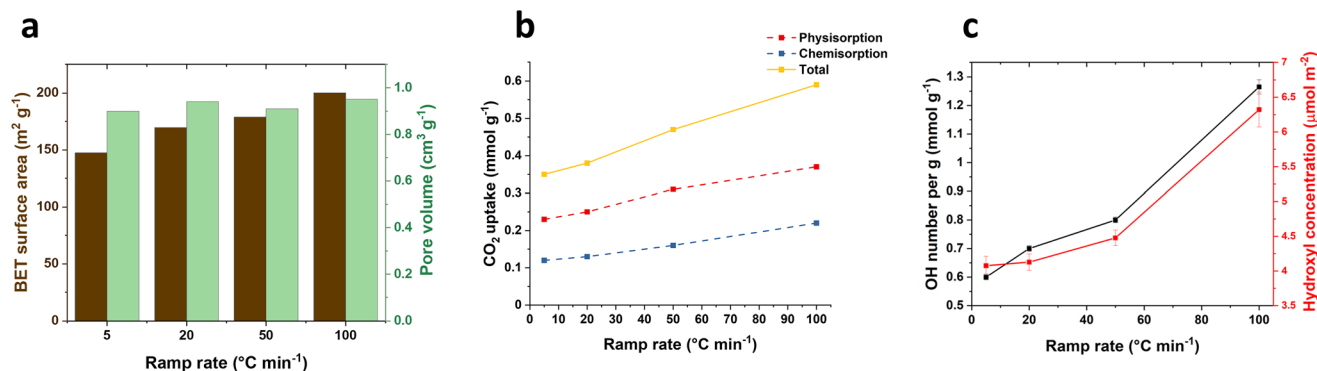 a
BET surface area (m² g⁻¹)
200
150
100
50
0
1.0
0.8
0.6
0.4
0.2
0.0
Pore volume (cm³ g⁻¹)
5 20 50 100
Ramp rate (°C min⁻¹)
b
Physisorption
Chemisorption
Total
CO₂ uptake (mmol g⁻¹)
0.6
0.5
0.4
0.3
0.2
0.1
0
0 10 20 30 40 50 60 70 80 90 100
Ramp rate (°C min⁻¹)
c
OH number per g (mmol g⁻¹)
1.3
1.2
1.1
1
0.9
0.8
0.7
0.6
0.5
7
6.5
6
5.5
5
4.5
4
3.5
Hydroxyl concentration (μmol m⁻²)
0 20 40 60 80 100
Ramp rate (°C min⁻¹)